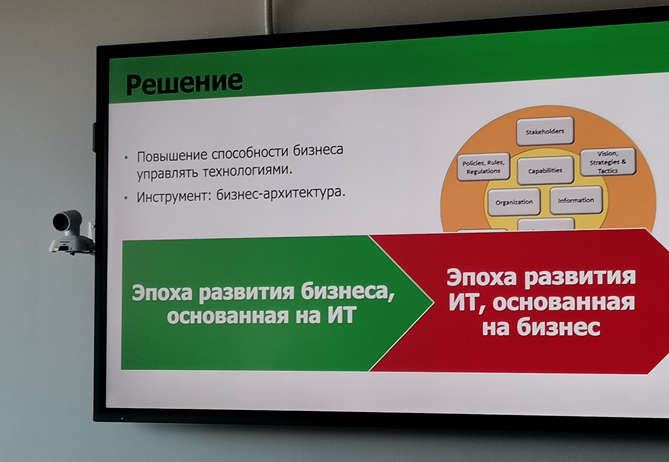 Решение
• Повышение способности бизнеса
управлять технологиями.
• Инструмент: бизнес-архитектура.
Stakeholders
Policies, Rules,
Regulations
Capabilities
Vision,
Strategies &
Tactics
Organization
Information
Эпоха развития бизнеса,
основанная на ИТ
Эпоха развития
ИТ, основанная
на бизнес